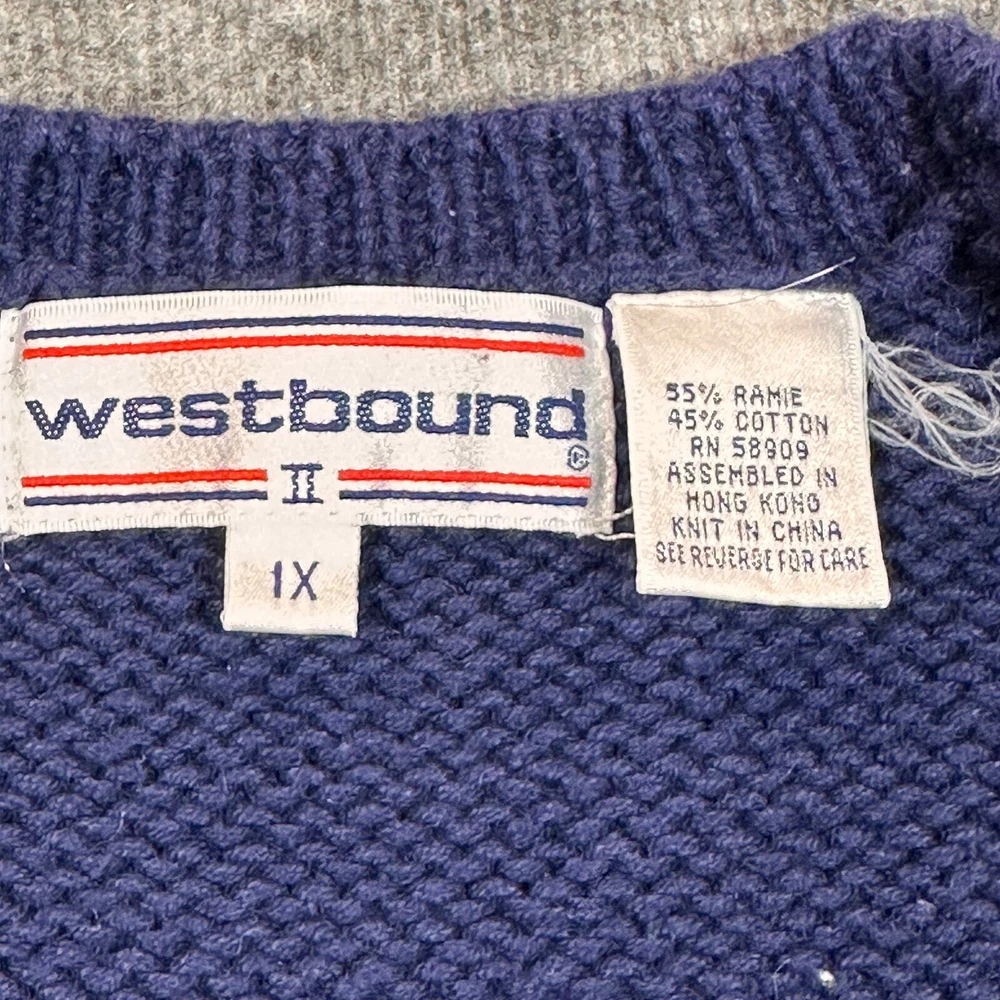 westbound
®
II
1X
55% RAMIE
45% COTTON
RN 58909
ASSEMBLED IN
HONG KONG
KNIT IN CHINA
SEE REVERSE FOR CARE